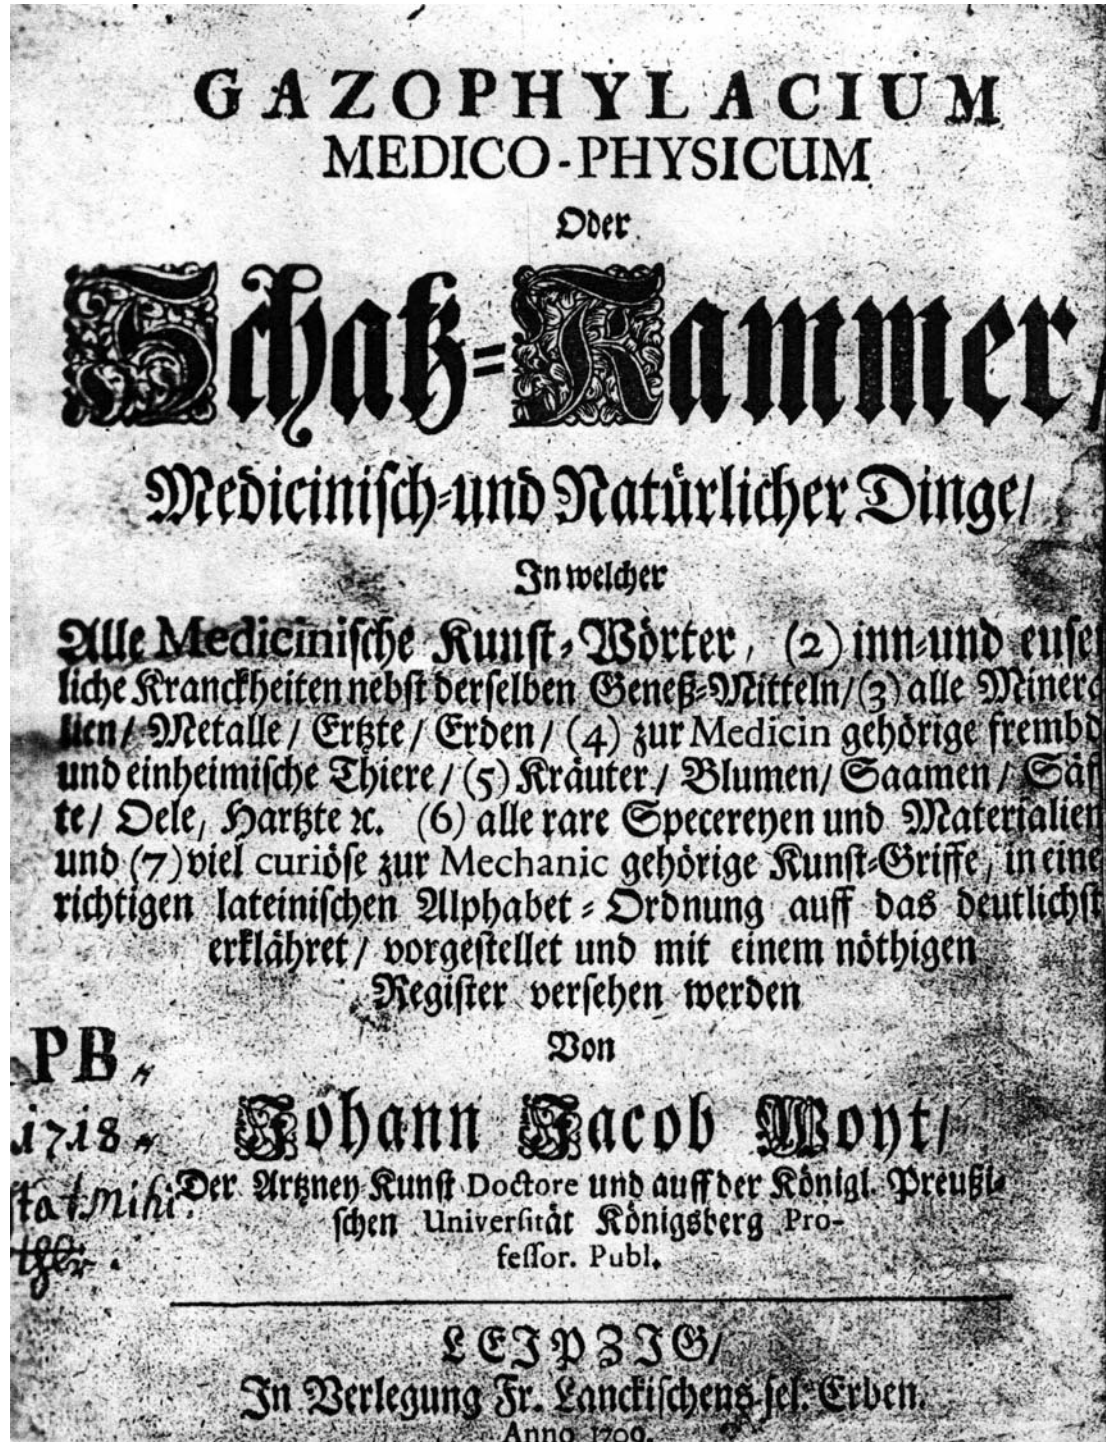 GAZOPHYLACIUM
MEDICO-PHYSICUM
Oder
Schatz-Kammer/
Medicinisch-und Natürlicher Dinge/
In welcher
Alle Medicinische Kunst-Wörter, (2) inn-und euser
liche Kranckheiten nebst derselben Geneß-Mitteln/(3) alle Minera
lien/ Metalle/ Ertzte/ Erden/ (4) zur Medicin gehörige frembd
und einheimische Thiere/(5) Kräuter/ Blumen/ Saamen/ Säf
te/ Oele, Hartzte ꝛc. (6) alle rare Specereyen und Materialien
und (7) viel curiöse zur Mechanic gehörige Kunst-Griffe, in eine
richtigen lateinischen Alphabet-Ordnung auff das deutlichst
erklähret/ vorgestellet und mit einem nöthigen
Register versehen werden
Von
PB
Johann Jacob Woyt/
1718
Der Artzney-Kunst Doctore und auff der Königl. Preußi-
mihi
schen Universität Königsberg Pro-
fessor. Publ.
LEIPZIG/
In Verlegung Fr. Lanckischens sel. Erben.
Anno 1709.